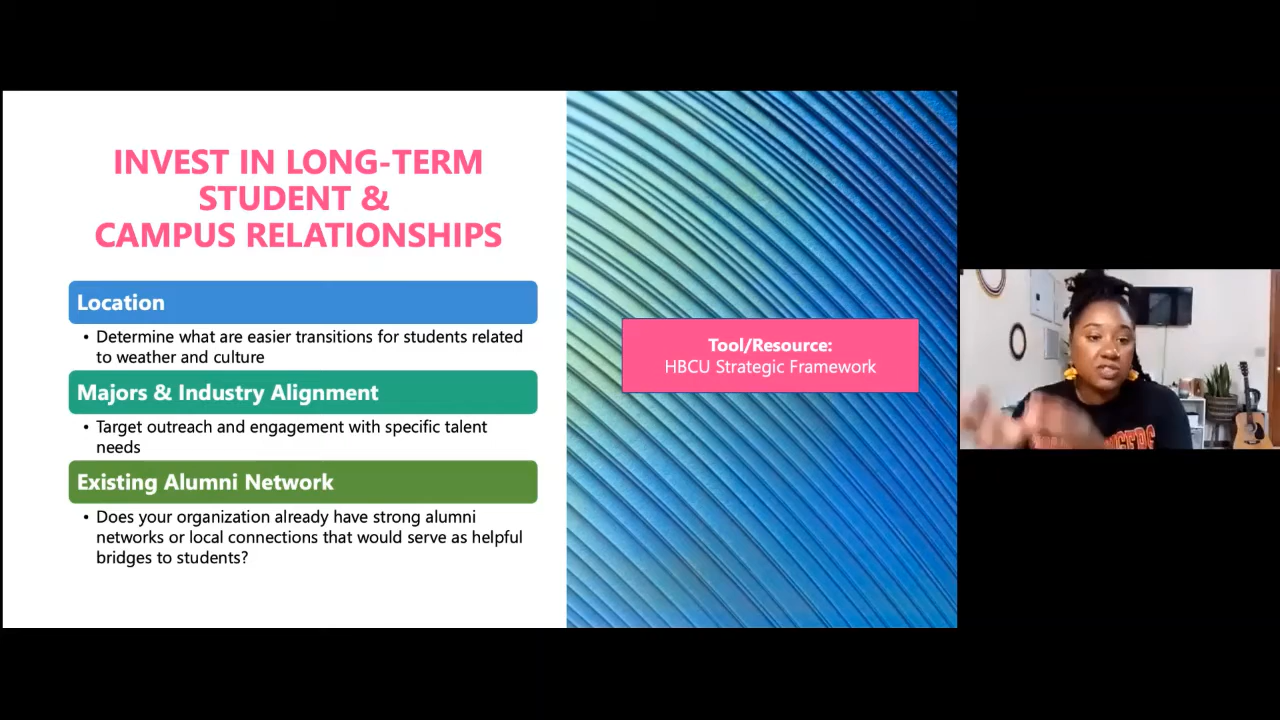 INVEST IN LONG-TERM
STUDENT &
CAMPUS RELATIONSHIPS
Location
• Determine what are easier transitions for students related
to weather and culture
Majors & Industry Alignment
• Target outreach and engagement with specific talent
needs
Existing Alumni Network
• Does your organization already have strong alumni
networks or local connections that would serve as helpful
bridges to students?
Tool/Resource:
HBCU Strategic Framework